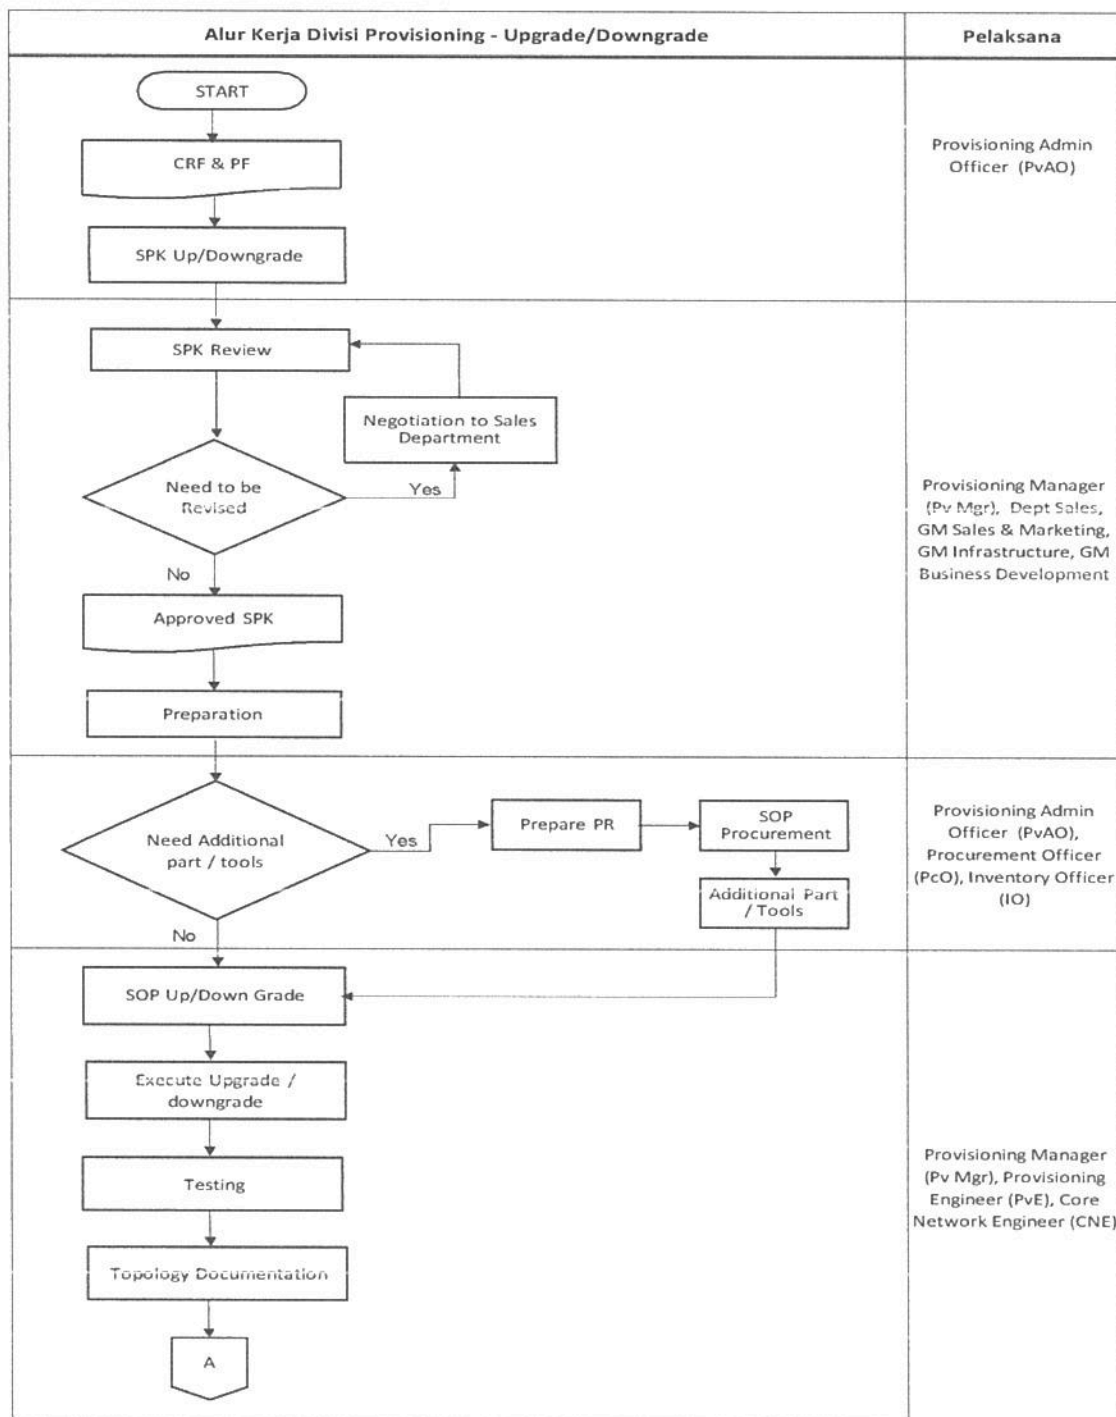 Alur Kerja Divisi Provisioning - Upgrade/Downgrade
Pelaksana
START
CRF & PF
SPK Up/Downgrade
Provisioning Admin
Officer (PvAO)
SPK Review
Negotiation to Sales
Department
Need to be
Revised
Yes
No
Approved SPK
Preparation
Provisioning Manager
(Pv Mgr), Dept Sales,
GM Sales & Marketing,
GM Infrastructure, GM
Business Development
Need Additional
part / tools
Yes
Prepare PR
SOP
Procurement
Additional Part
/ Tools
No
Provisioning Admin
Officer (PvAO),
Procurement Officer
(PcO), Inventory Officer
(IO)
SOP Up/Down Grade
Execute Upgrade /
downgrade
Testing
Topology Documentation
A
Provisioning Manager
(Pv Mgr), Provisioning
Engineer (PvE), Core
Network Engineer (CNE)